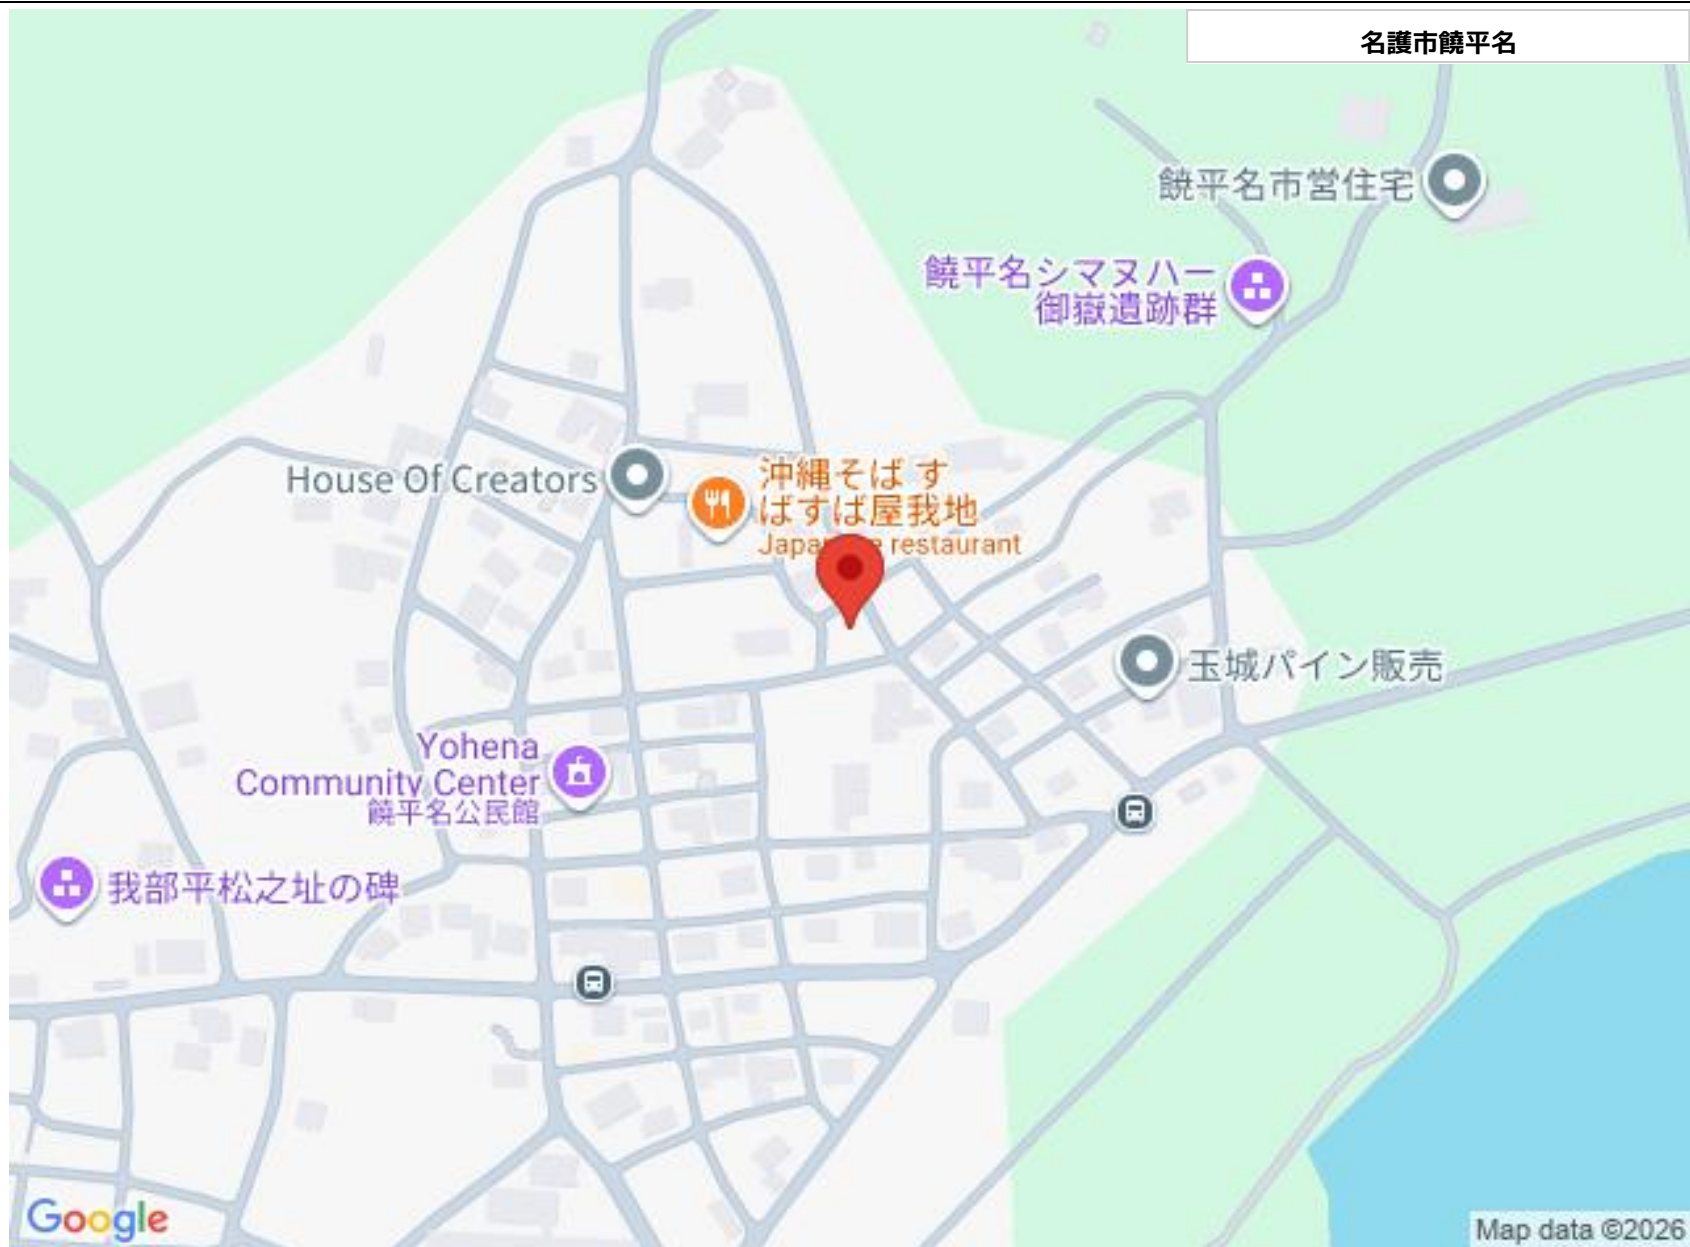 名護市饒平名
饒平名市営住宅
饒平名シマヌハー
御嶽遺跡群
House Of Creators
沖縄そば す
ばすば屋我地
restaurant
玉城パイン販売
Yohena
Community Center
饒平名公民館
我部平松之址の碑
Google
Map data ©2026